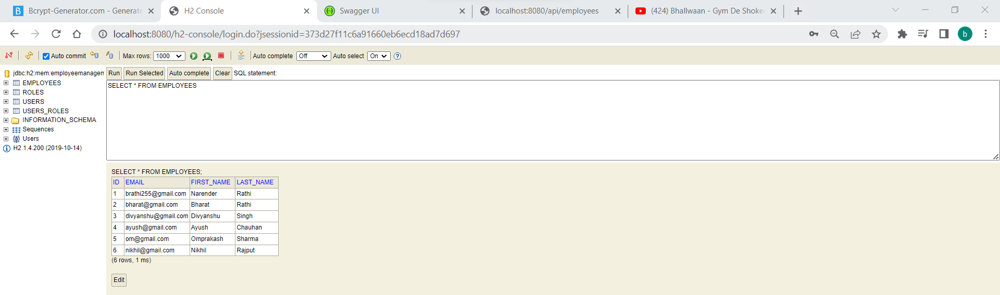 Bcrypt-Generator.com - Generate
H2 Console
Swagger UI
localhost:8080/api/employees
(424) Bhallwaan - Gym De Shoke
localhost:8080/h2-console/login.do?jsessionid=373d27f11c6a91660eb6ecd18ad7d697
b
Auto commit Max rows: 1000 Auto complete Off Auto select On
jdbc:h2:mem:employeemanagem
EMPLOYEES
ROLES
USERS
USERS_ROLES
INFORMATION_SCHEMA
Sequences
Users
H2 1.4.200 (2019-10-14)
Run Run Selected Auto complete Clear SQL statement:
SELECT * FROM EMPLOYEES
SELECT * FROM EMPLOYEES;
ID EMAIL FIRST_NAME LAST_NAME
1 brathi255@gmail.com Narender Rathi
2 bharat@gmail.com Bharat Rathi
3 divyanshu@gmail.com Divyanshu Singh
4 ayush@gmail.com Ayush Chauhan
5 om@gmail.com Omprakash Sharma
6 nikhil@gmail.com Nikhil Rajput
(6 rows, 1 ms)
Edit